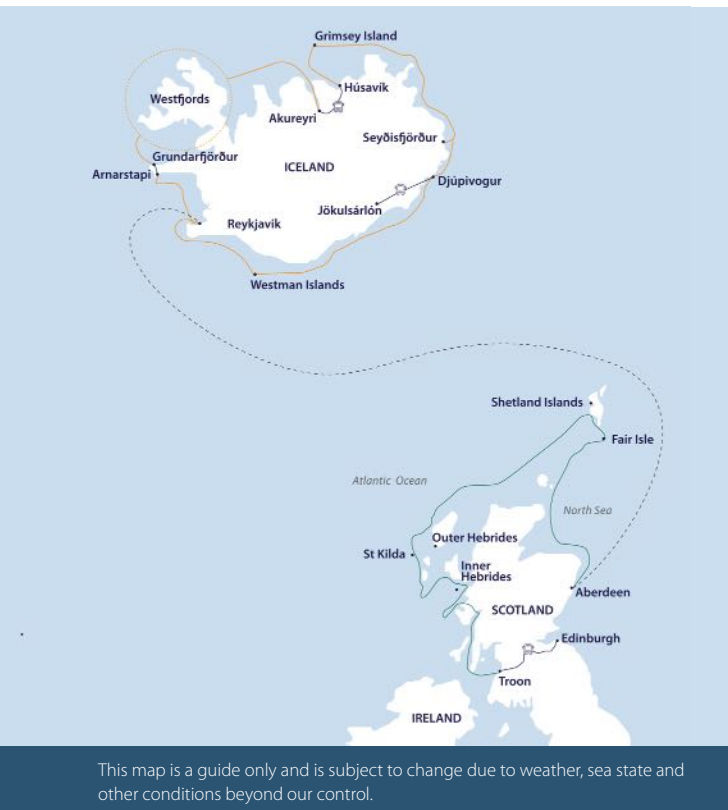 Grimsey Island
Westfjords
Húsavík
Akureyri
Seyðisfjörður
Grundarfjörður
ICELAND
Arnarstapi
Djúpivogur
Jökulsárlón
Reykjavík
Westman Islands
Shetland Islands
Fair Isle
Atlantic Ocean
North Sea
Outer Hebrides
St Kilda
Inner
Hebrides
Aberdeen
SCOTLAND
Edinburgh
Troon
IRELAND
This map is a guide only and is subject to change due to weather, sea state and
other conditions beyond our control.